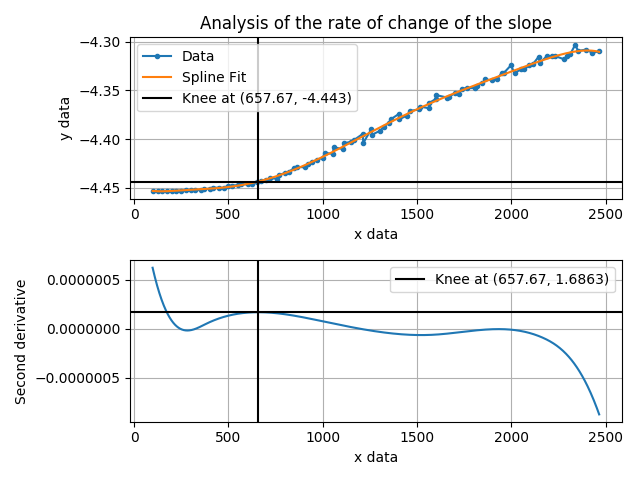 Analysis of the rate of change of the slope
−4.30
−4.35
−4.40
−4.45
y data
Data
Spline Fit
Knee at (657.67, -4.443)
0
500
1000
1500
2000
2500
x data
0.0000005
0.0000000
−0.0000005
Second derivative
Knee at (657.67, 1.6863)
0
500
1000
1500
2000
2500
x data